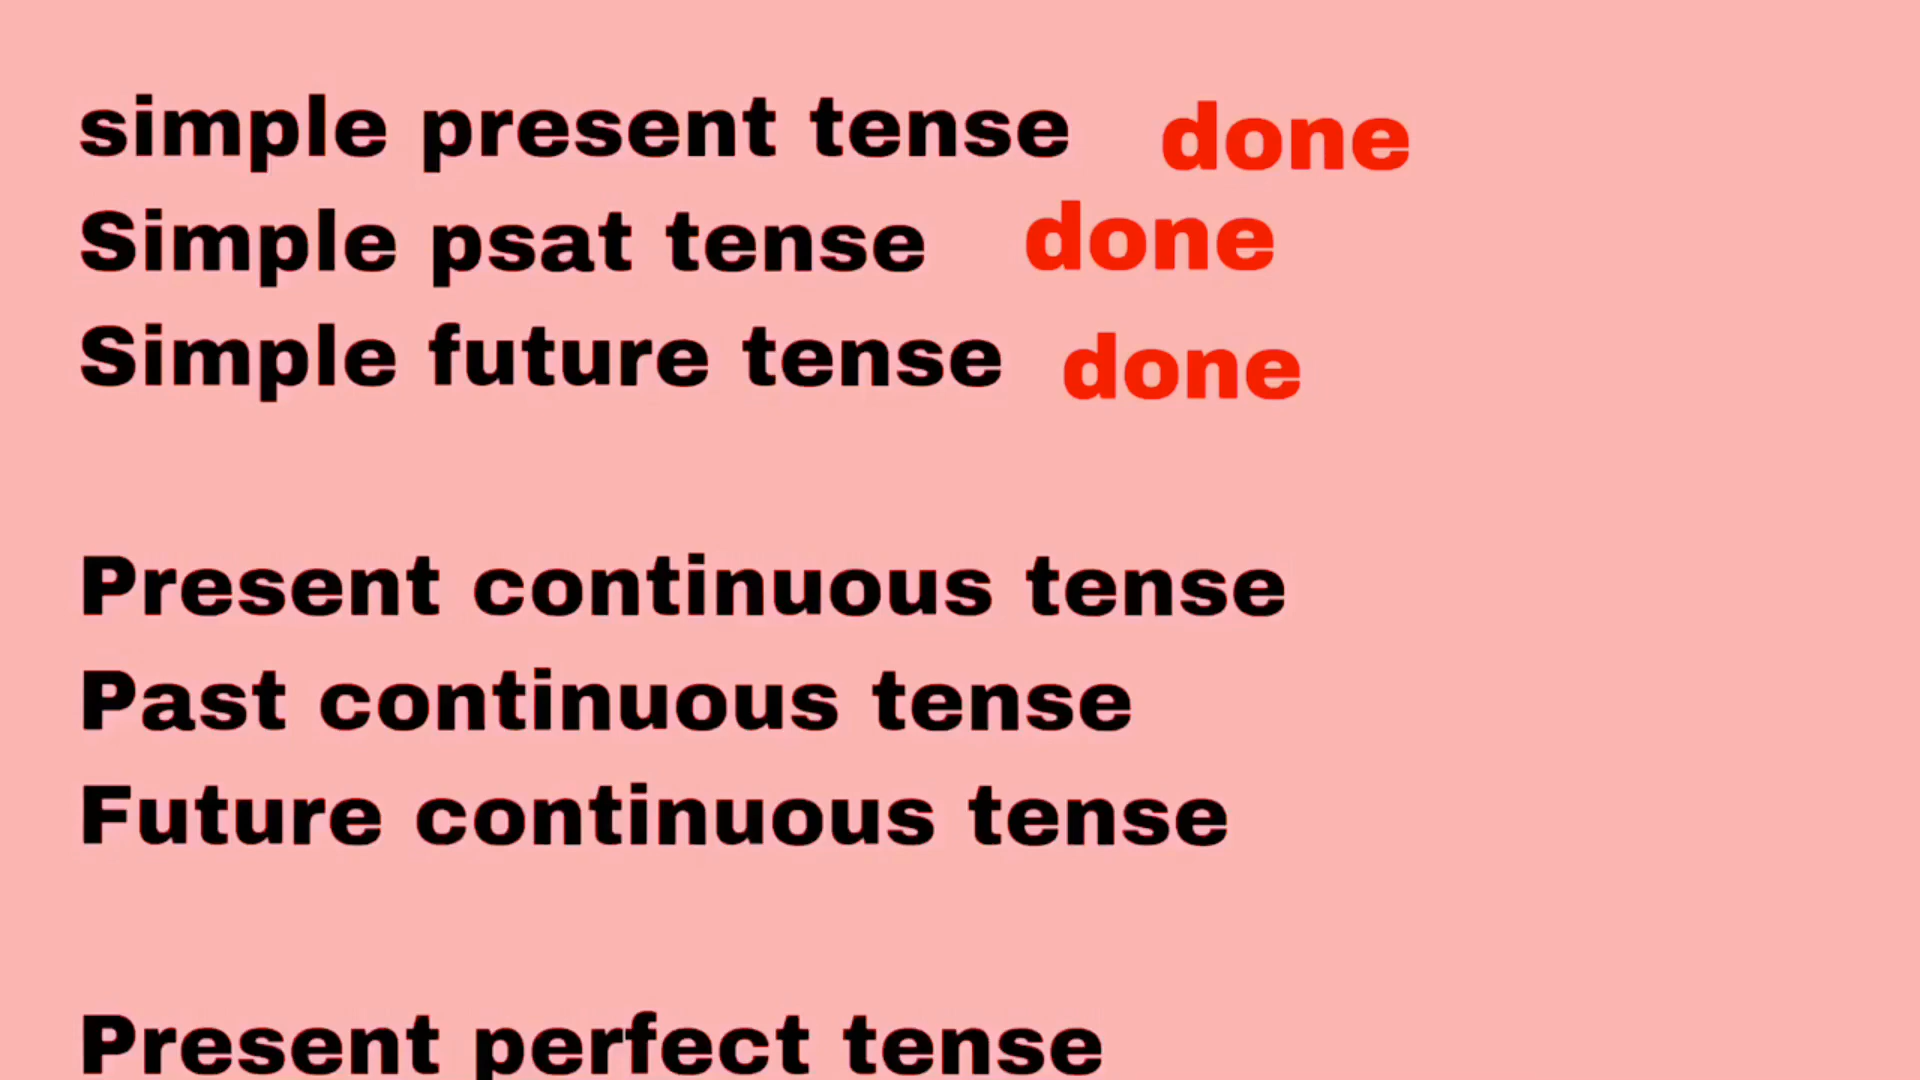 simple present tense done
Simple psat tense done
Simple future tense done
Present continuous tense
Past continuous tense
Future continuous tense
Present perfect tense